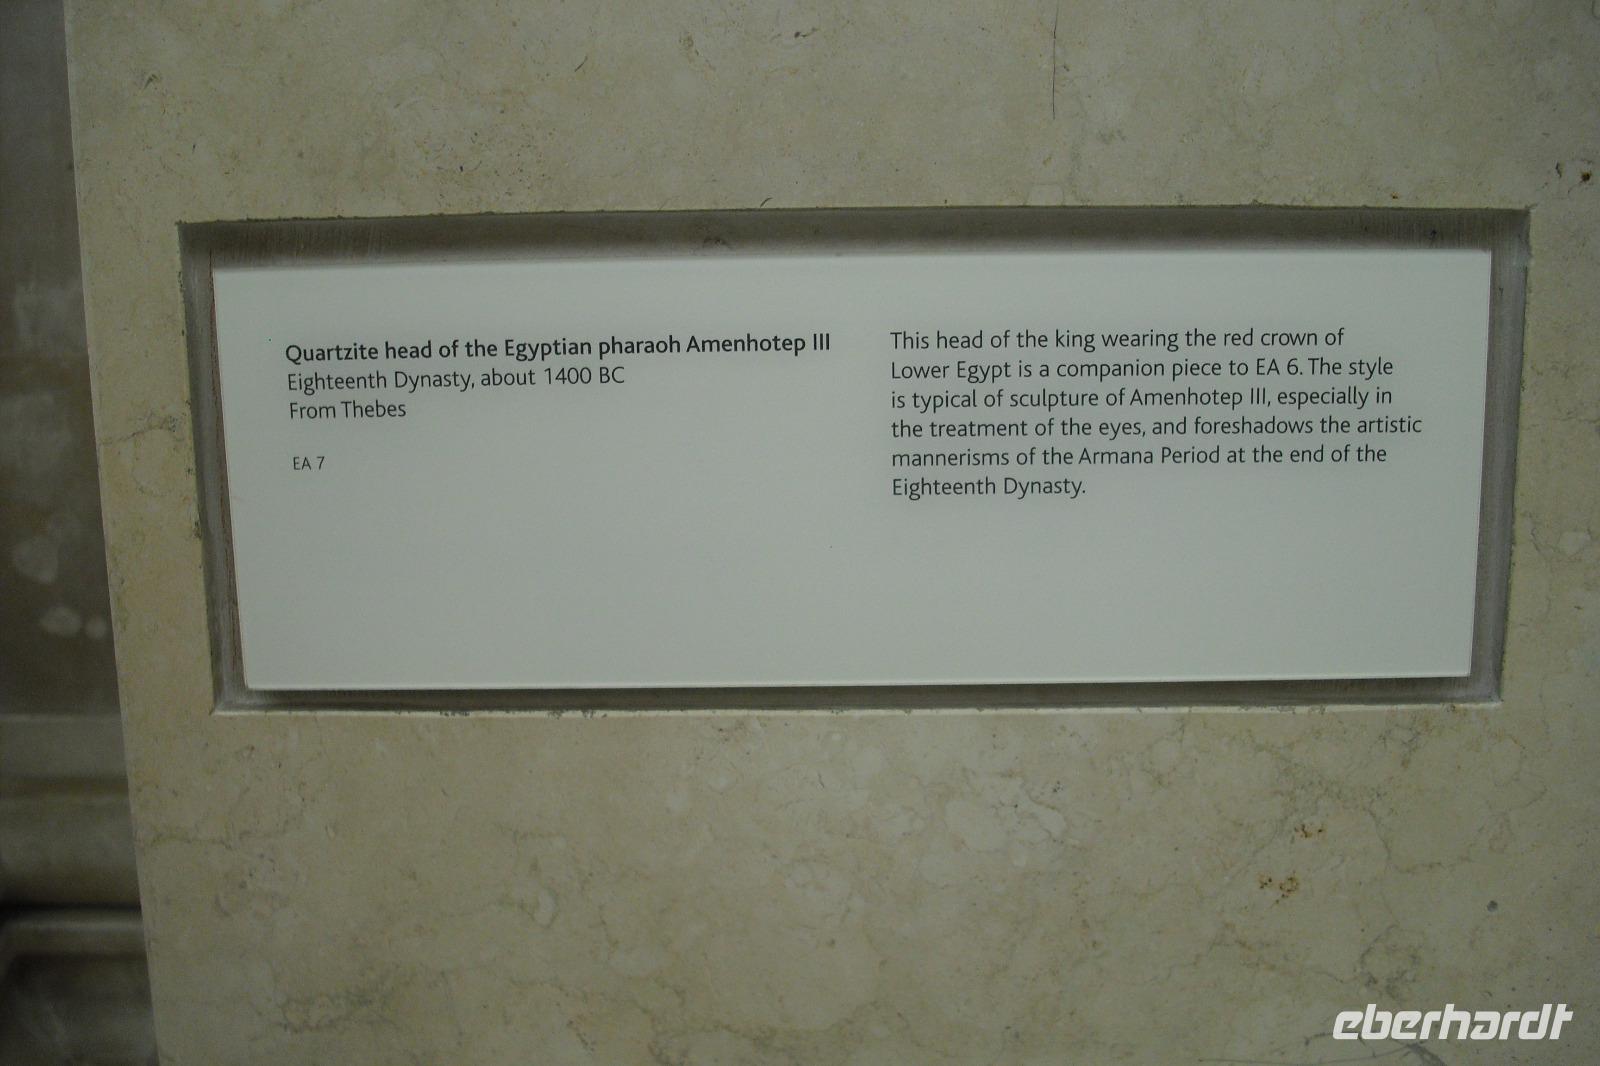 Quartzite head of the Egyptian pharaoh Amenhotep III
Eighteenth Dynasty, about 1400 BC
From Thebes
EA 7
This head of the king wearing the red crown of
Lower Egypt is a companion piece to EA 6. The style
is typical of sculpture of Amenhotep III, especially in
the treatment of the eyes, and foreshadows the artistic
mannerisms of the Armana Period at the end of the
Eighteenth Dynasty.
eberhardt